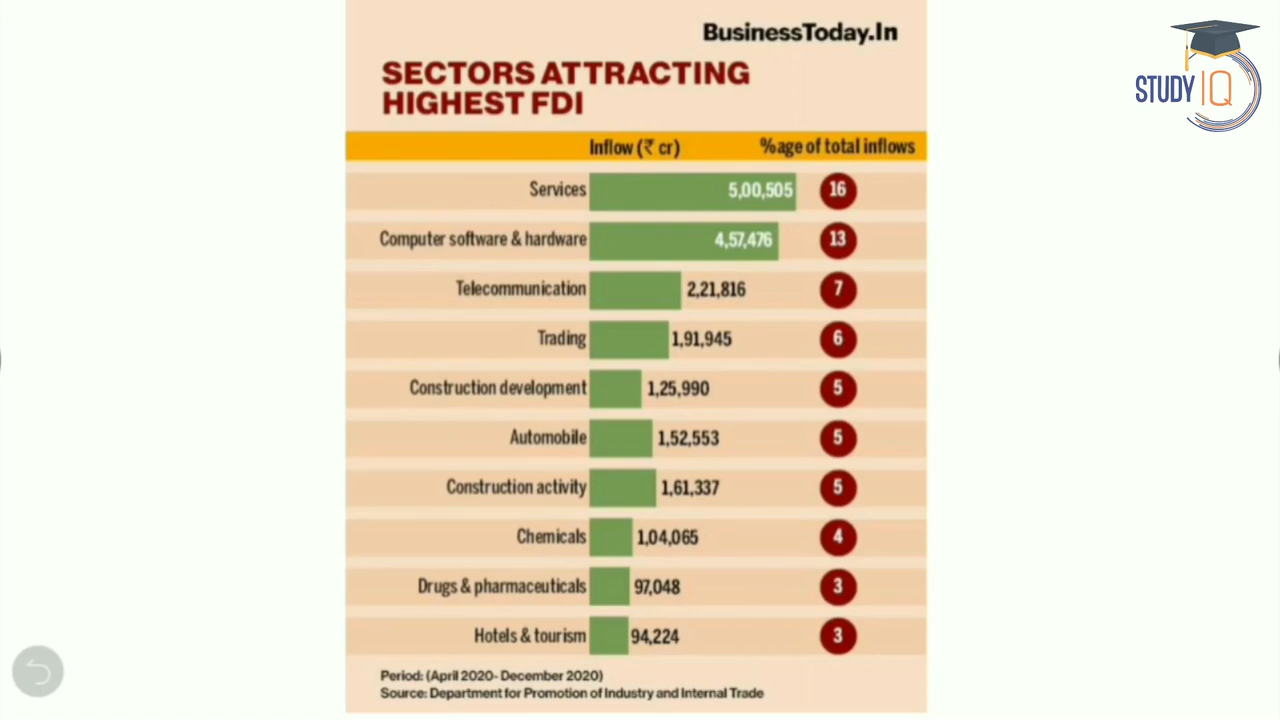 BusinessToday.In
STUDY IQ
SECTORS ATTRACTING
HIGHEST FDI
Inflow (₹ cr) %age of total inflows
Services 5,00,505 16
Computer software & hardware 4,57,476 13
Telecommunication 2,21,816 7
Trading 1,91,945 6
Construction development 1,25,990 5
Automobile 1,52,553 5
Construction activity 1,61,337 5
Chemicals 1,04,065 4
Drugs & pharmaceuticals 97,048 3
Hotels & tourism 94,224 3
Period: (April 2020- December 2020)
Source: Department for Promotion of Industry and Internal Trade